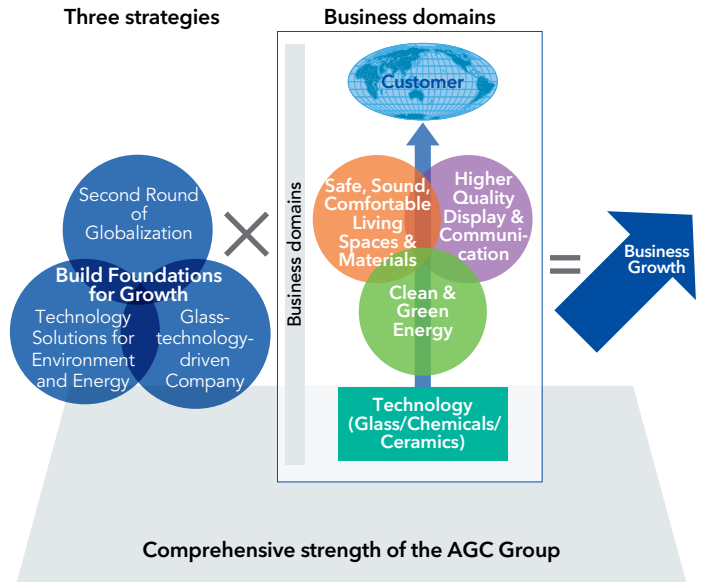 Three strategies
Business domains
Customer
Business domains
Second Round
of
Globalization
Build Foundations
for Growth
Technology
Solutions for
Environment
and Energy
Glass-
technology-
driven
Company
Safe, Sound,
Comfortable
Living
Spaces &
Materials
Higher
Quality
Display &
Communi-
cation
Clean &
Green
Energy
Technology
(Glass/Chemicals/
Ceramics)
=
Business
Growth
Comprehensive strength of the AGC Group